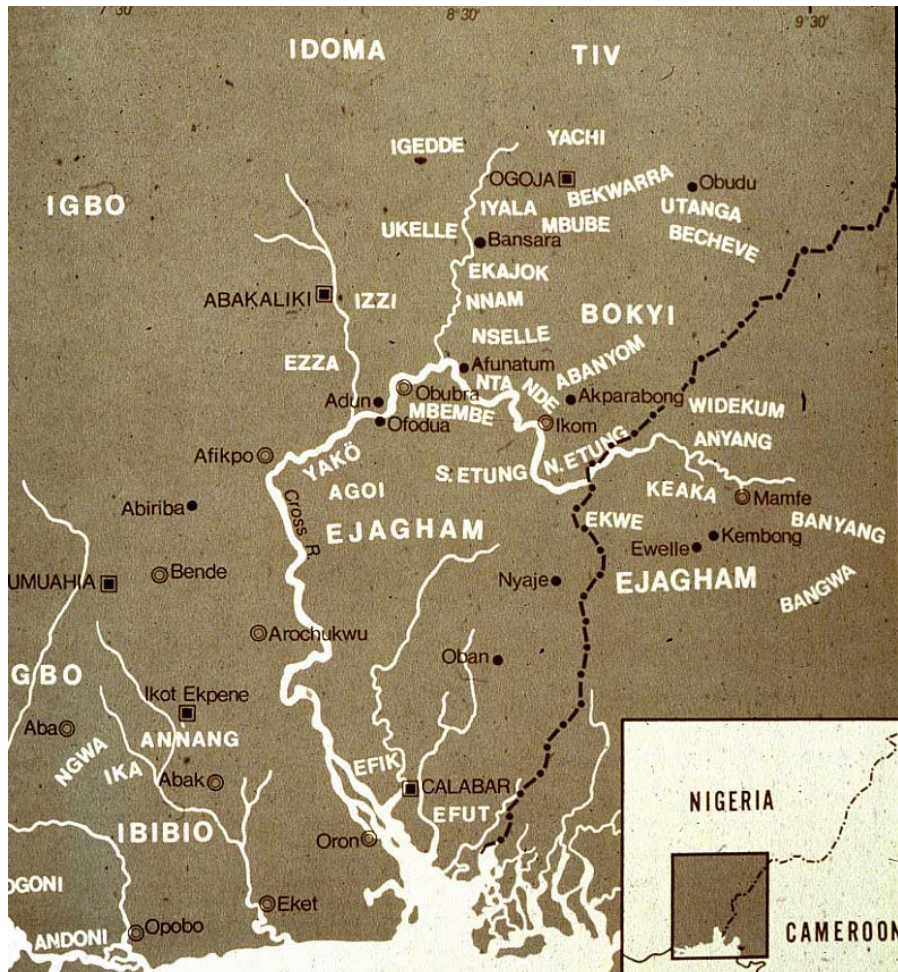 8°30'
9°30'
IDOMA
TIV
YACHI
IGEDDE
OGOJA
BEKWARRA
Obudu
IGBO
IYALA
UTANGA
MBUBE
UKELLE
BECHEVE
Bansara
EKAJOK
ABAKALIKI
IZZI
NNAM
BOKYI
NSELLE
EZZA
Afunatum
ABANYOM
NTA
NDE
Obubra
Akparabong
Adun
MBEMBE
WIDEKUM
Ofodua
Ikom
ANYANG
Afikpo
YAKÖ
S. ETUNG
N. ETUNG
AGOI
KEAKA
Mamfe
Abiriba
Cross R
EJAGHAM
EKWE
BANYANG
Kembong
Ewelle
UMUAHIA
Bende
Nyaje
EJAGHAM
BANGWA
Arochukwu
Oban
GBO
Ikot Ekpene
Aba
ANNANG
NGWA
IKA
Abak
EFIK
CALABAR
EFUT
IBIBIO
Oron
OGONI
Eket
Opobo
ANDONI
NIGERIA
CAMEROON